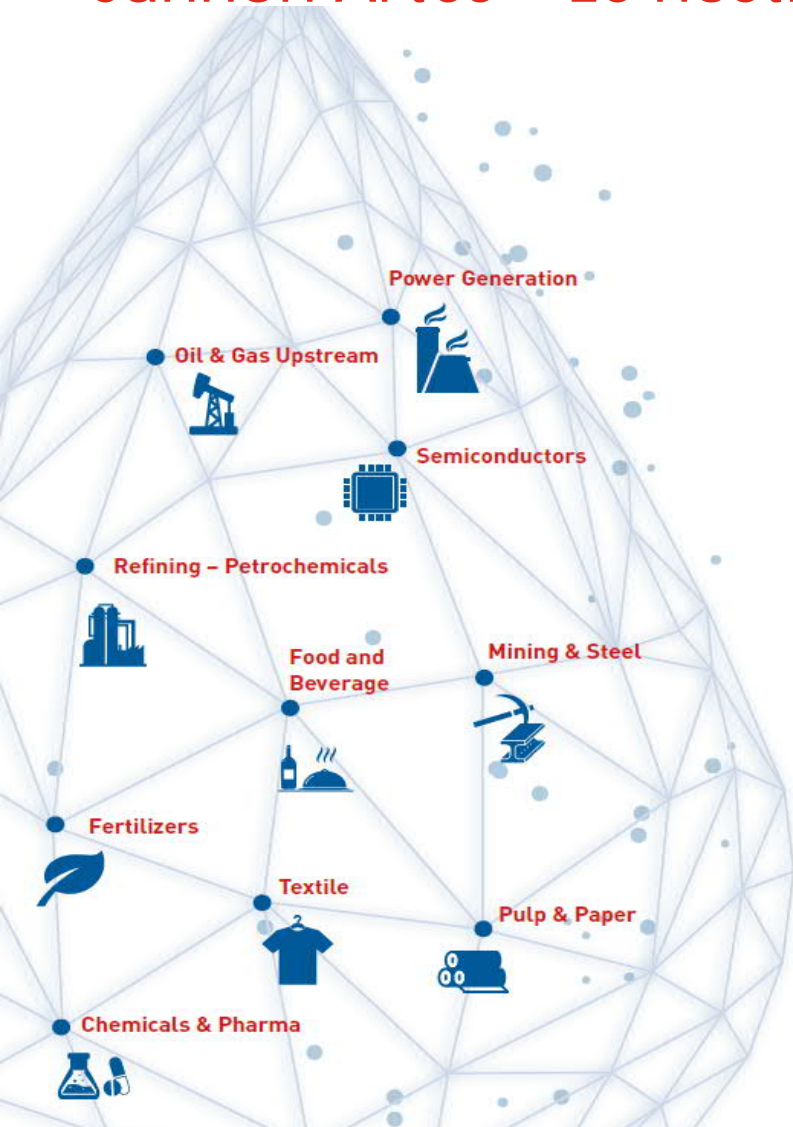 Power Generation
Oil & Gas Upstream
Semiconductors
Refining – Petrochemicals
Food and
Beverage
Mining & Steel
Fertilizers
Textile
Pulp & Paper
Chemicals & Pharma